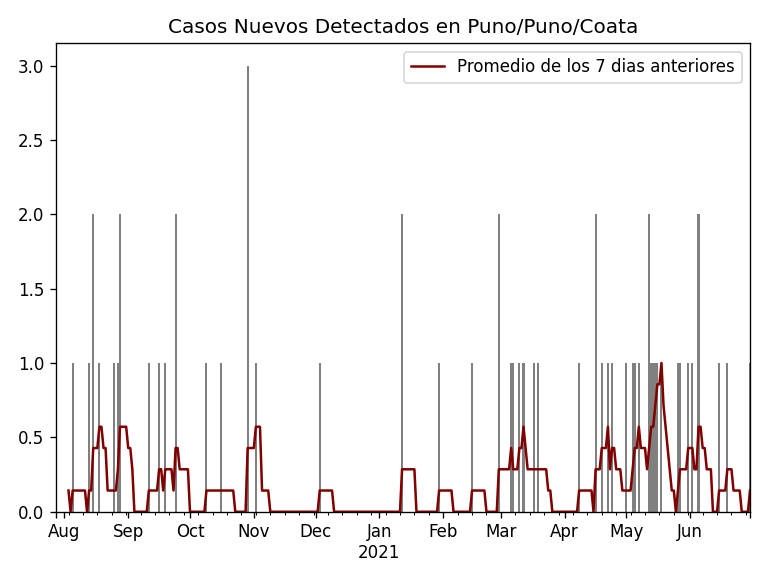 Casos Nuevos Detectados en Puno/Puno/Coata
Promedio de los 7 dias anteriores
3.0
2.5
2.0
1.5
1.0
0.5
0.0
Aug Sep Oct Nov Dec Jan Feb Mar Apr May Jun
2021